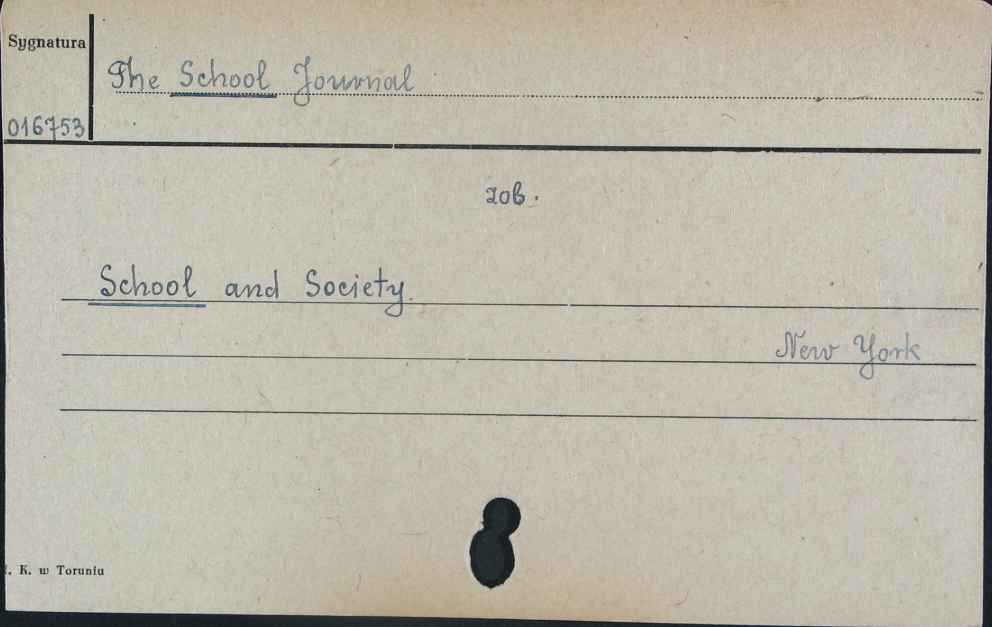 Sygnatura
The School Journal
016753
zob.
School and Society
New York
. K. w Toruniu